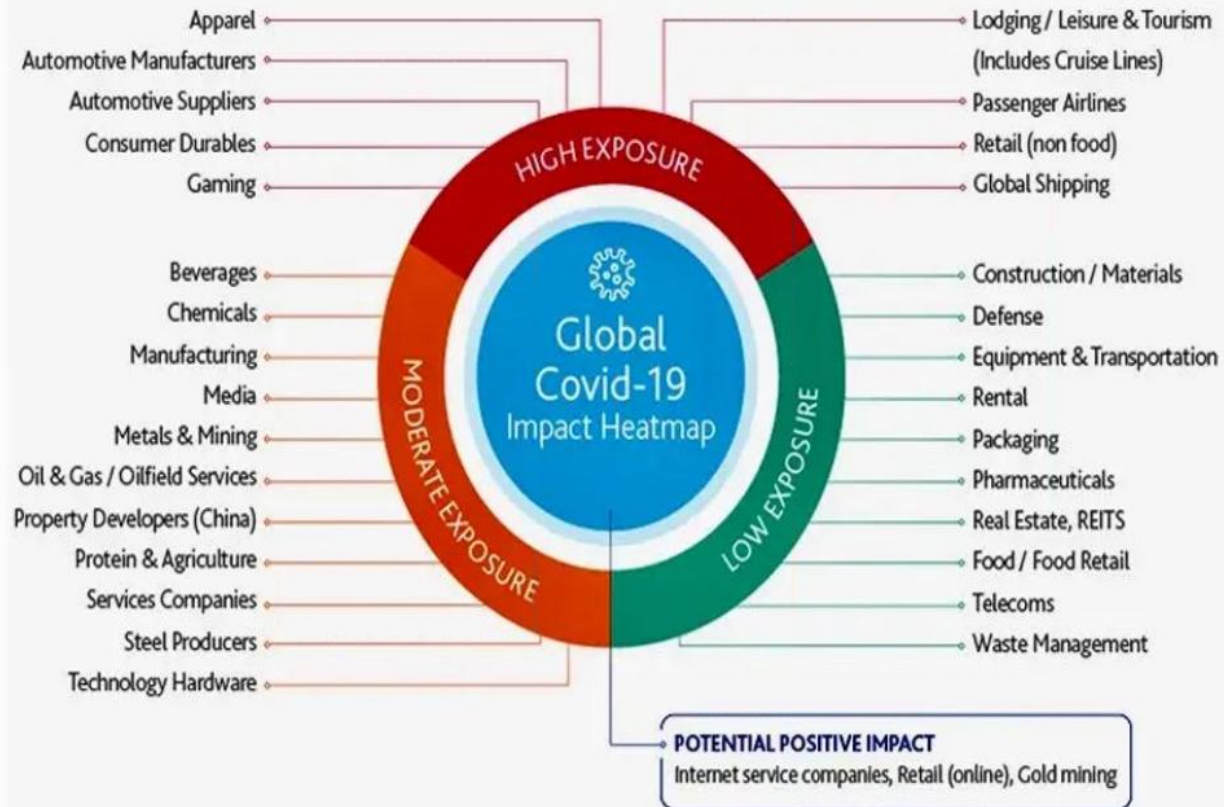 Apparel
Automotive Manufacturers
Automotive Suppliers
Consumer Durables
Gaming
Lodging / Leisure & Tourism
(Includes Cruise Lines)
Passenger Airlines
Retail (non food)
Global Shipping
HIGH EXPOSURE
Beverages
Chemicals
Manufacturing
Media
Metals & Mining
Oil & Gas / Oilfield Services
Property Developers (China)
Protein & Agriculture
Services Companies
Steel Producers
Technology Hardware
MODERATE EXPOSURE
Global
Covid-19
Impact Heatmap
LOW EXPOSURE
Construction / Materials
Defense
Equipment & Transportation
Rental
Packaging
Pharmaceuticals
Real Estate, REITS
Food / Food Retail
Telecoms
Waste Management
POTENTIAL POSITIVE IMPACT
Internet service companies, Retail (online), Gold mining